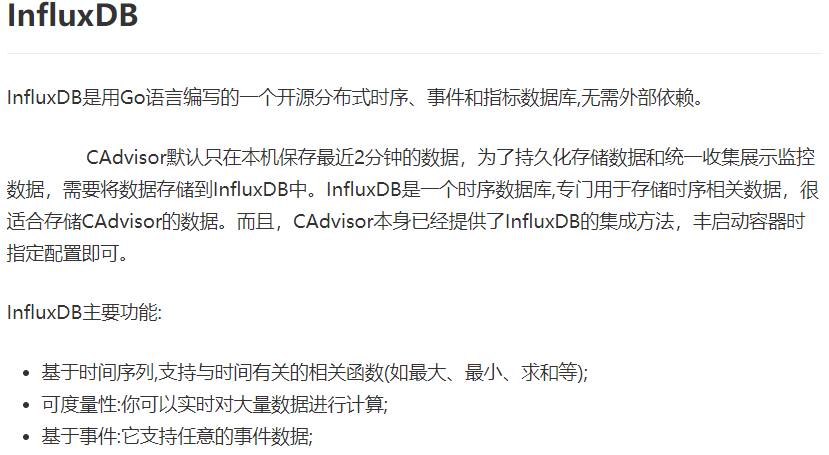 InfluxDB
InfluxDB是用Go语言编写的一个开源分布式时序、事件和指标数据库,无需外部依赖。
CAdvisor默认只在本机保存最近2分钟的数据，为了持久化存储数据和统一收集展示监控
数据，需要将数据存储到InfluxDB中。InfluxDB是一个时序数据库,专门用于存储时序相关数据，很
适合存储CAdvisor的数据。而且，CAdvisor本身已经提供了InfluxDB的集成方法，丰启动容器时
指定配置即可。
InfluxDB主要功能:
• 基于时间序列,支持与时间有关的相关函数(如最大、最小、求和等);
• 可度量性:你可以实时对大量数据进行计算;
• 基于事件:它支持任意的事件数据;